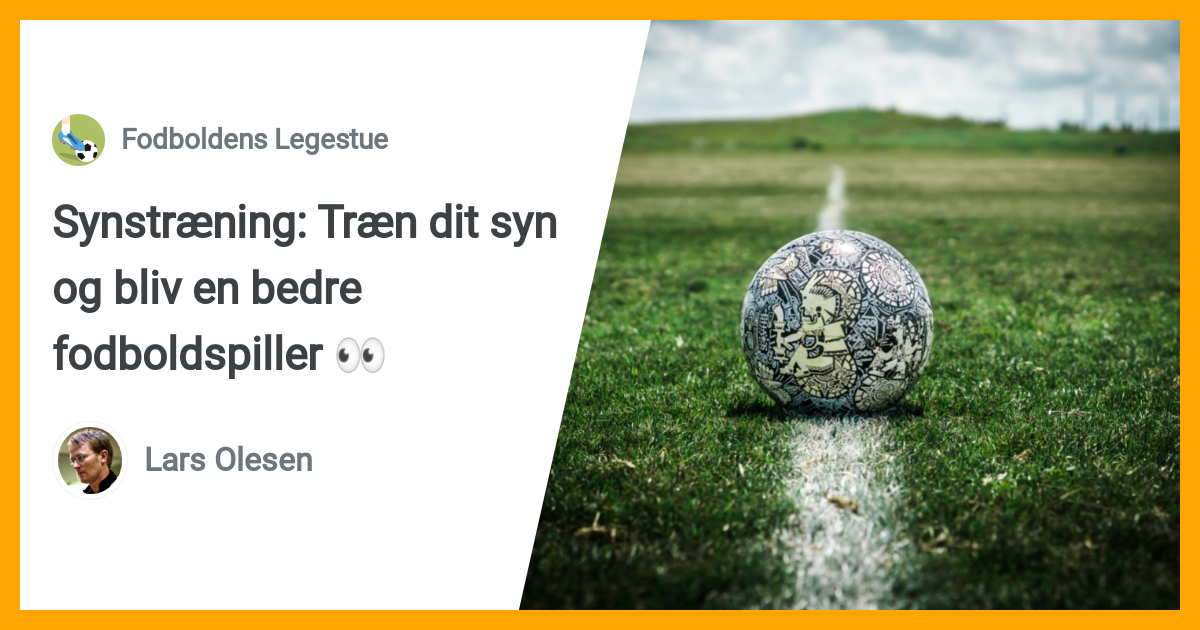 Fodboldens Legestue
Synstræning: Træn dit syn
og bliv en bedre
fodboldspiller 👀
Lars Olesen